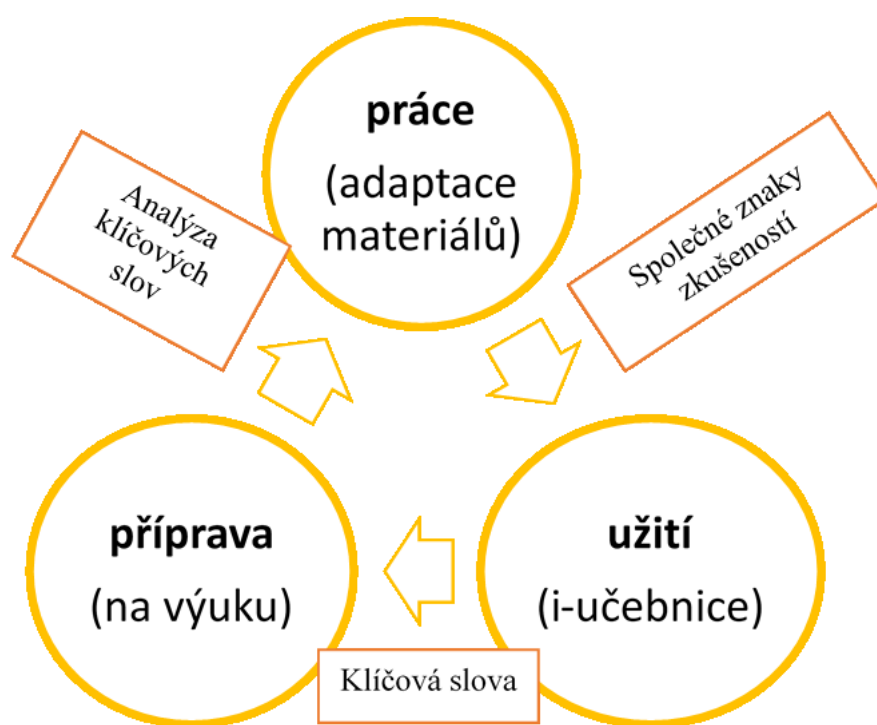 práce
(adaptace
materiálů)
Analýza
klíčových
slov
Společné znaky
zkušeností
příprava
(na výuku)
užití
(i-učebnice)
Klíčová slova